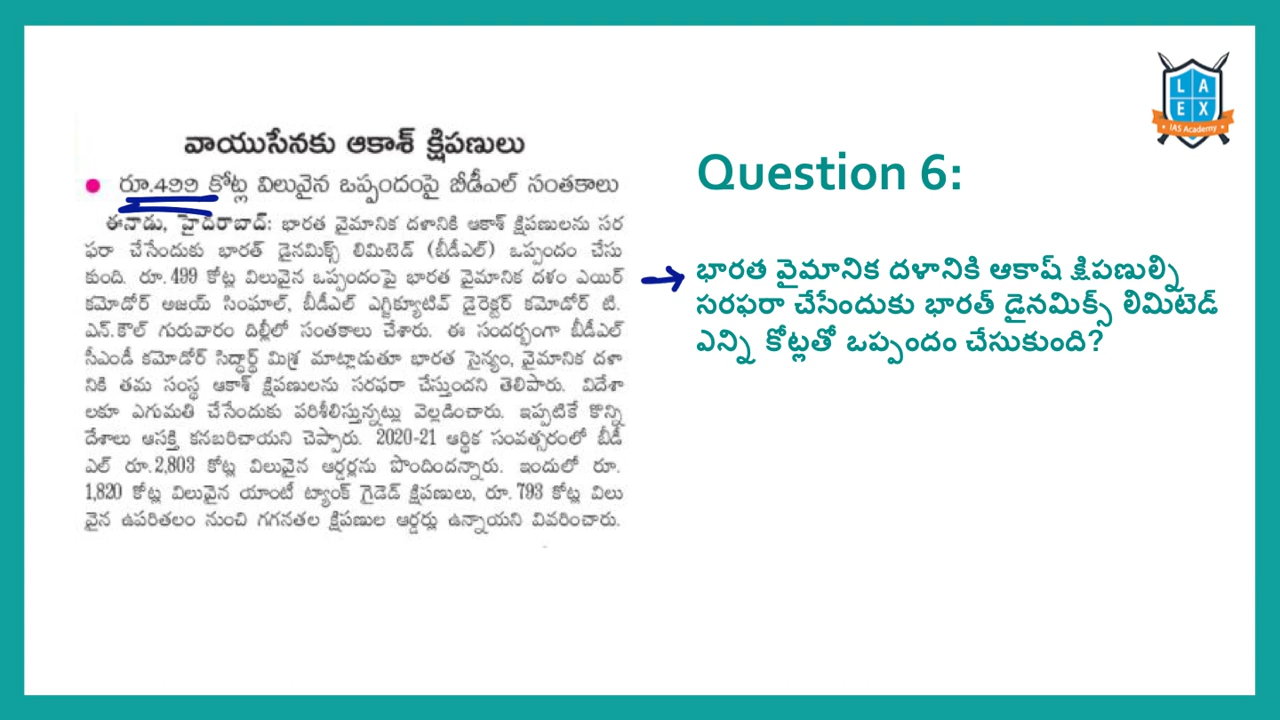 వాయుసేనకు ఆకాశ్ క్షిపణులు
● రూ.499 కోట్ల విలువైన ఒప్పందంపై బీడీఎల్ సంతకాలు
ఈనాడు, హైదరాబాద్: భారత వైమానిక దళానికి ఆకాశ్ క్షిపణులను సర
ఫరా చేసేందుకు భారత్ డైనమిక్స్ లిమిటెడ్ (బీడీఎల్) ఒప్పందం చేసు
కుంది. రూ.499 కోట్ల విలువైన ఒప్పందంపై భారత వైమానిక దళం ఎయిర్
కమోడోర్ అజయ్ సింఘాల్, బీడీఎల్ ఎగ్జిక్యూటివ్ డైరెక్టర్ కమోడోర్ టి.
ఎన్.కౌల్ గురువారం దిల్లీలో సంతకాలు చేశారు. ఈ సందర్భంగా బీడీఎల్
సీఎండీ కమోడోర్ సిద్ధార్థ్ మిశ్ర మాట్లాడుతూ భారత సైన్యం, వైమానిక దళా
నికి తమ సంస్థ ఆకాశ్ క్షిపణులను సరఫరా చేస్తుందని తెలిపారు. విదేశా
లకూ ఎగుమతి చేసేందుకు పరిశీలిస్తున్నట్లు వెల్లడించారు. ఇప్పటికే కొన్ని
దేశాలు ఆసక్తి కనబరిచాయని చెప్పారు. 2020-21 ఆర్థిక సంవత్సరంలో బీడీ
ఎల్ రూ.2,803 కోట్ల విలువైన ఆర్డర్లను పొందిందన్నారు. ఇందులో రూ.
1,820 కోట్ల విలువైన యాంటీ ట్యాంక్ గైడెడ్ క్షిపణులు, రూ.793 కోట్ల విలు
వైన ఉపరితలం నుంచి గగనతల క్షిపణుల ఆర్డర్లు ఉన్నాయని వివరించారు.
L A
E X
IAS Academy
Question 6:
భారత వైమానిక దళానికి ఆకాష్ క్షిపణుల్ని
సరఫరా చేసేందుకు భారత్ డైనమిక్స్ లిమిటెడ్
ఎన్ని కోట్లతో ఒప్పందం చేసుకుంది?